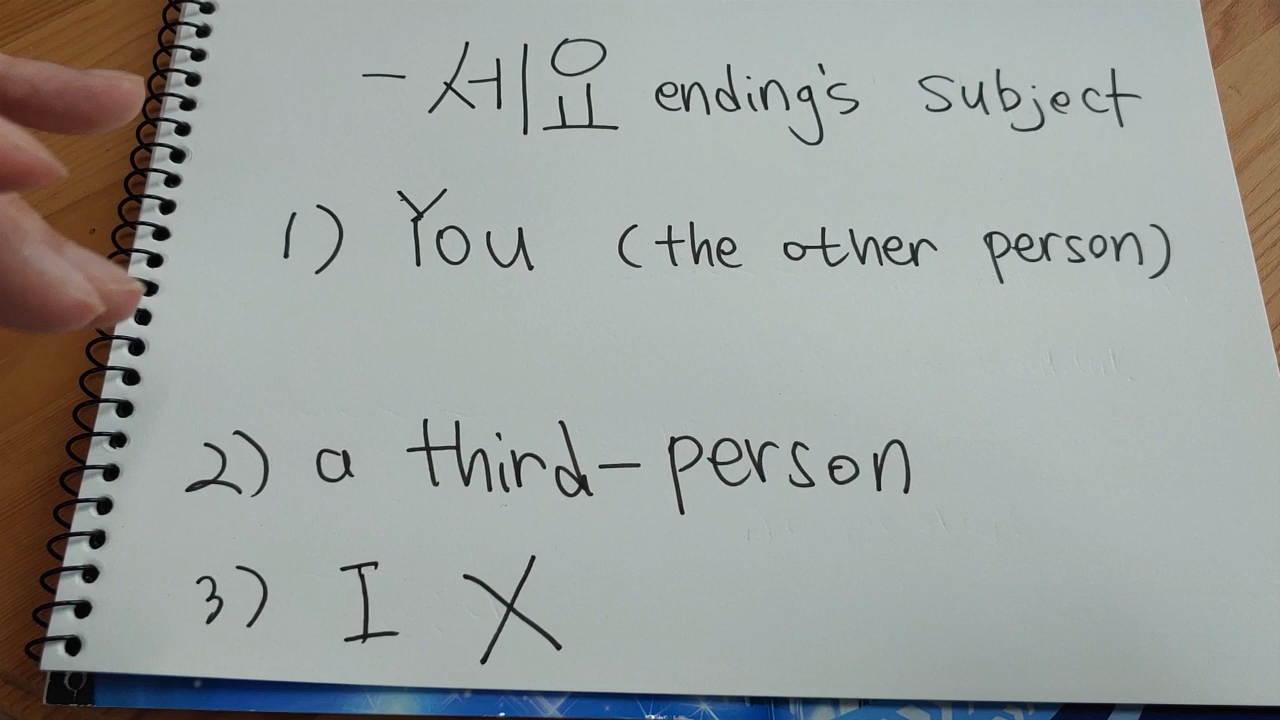 -세요 ending's subject
1) You (the other person)
2) a third-person
3) I X